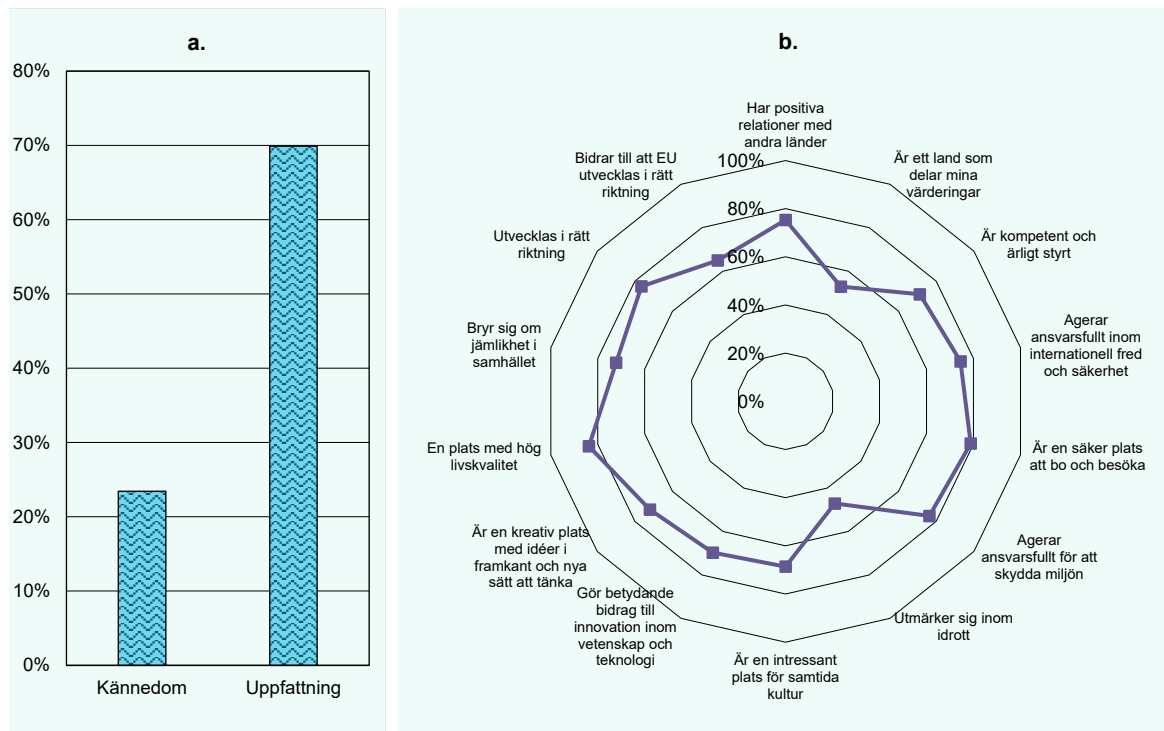 a.
80%
70%
60%
50%
40%
30%
20%
10%
0%
Kännedom
Uppfattning
b.
Har positiva
relationer med
andra länder
Är ett land som
delar mina
värderingar
Är kompetent och
ärligt styrt
Agerar
ansvarsfullt inom
internationell fred
och säkerhet
Är en säker plats
att bo och besöka
Agerar
ansvarsfullt för att
skydda miljön
Utmärker sig inom
idrott
Är en intressant
plats för samtida
kultur
Gör betydande
bidrag till
innovation inom
vetenskap och
teknologi
Är en kreativ plats
med idéer i
framkant och nya
sätt att tänka
En plats med hög
livskvalitet
Bryr sig om
jämlikhet i
samhället
Utvecklas i rätt
riktning
Bidrar till att EU
utvecklas i rätt
riktning
100%
80%
60%
40%
20%
0%